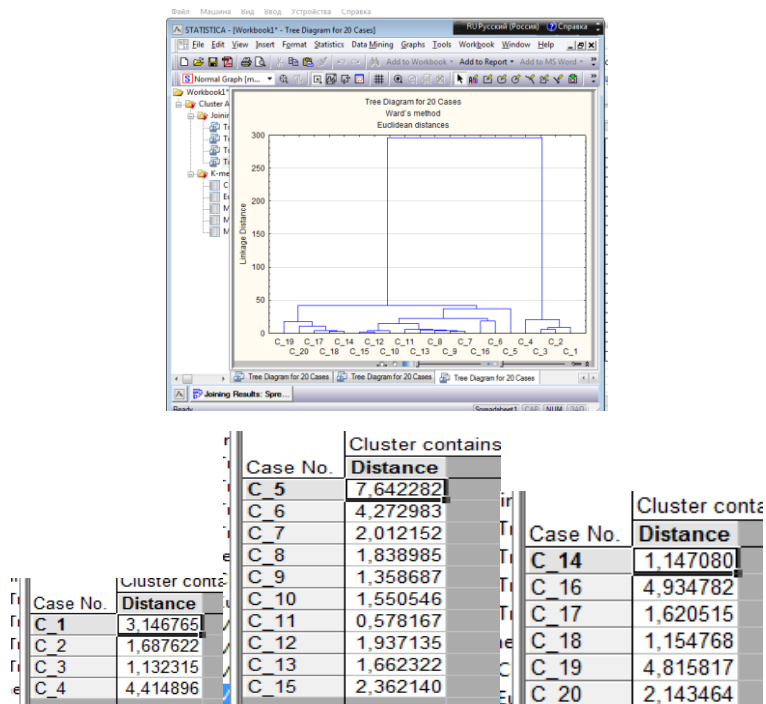 Файл Машина Вид Ввод Устройства Справка
STATISTICA - [Workbook1* - Tree Diagram for 20 Cases]
RU Русский (Россия) Справка
File Edit View Insert Format Statistics Data Mining Graphs Tools Workbook Window Help
Add to Workbook Add to Report Add to MS Word
Normal Graph [m...
Workbook1*
Cluster A
Joinin
K-me
Tree Diagram for 20 Cases
Ward`s method
Euclidean distances
Linkage Distance
300
250
200
150
100
50
0
C_19 C_17 C_14 C_12 C_11 C_8 C_7 C_6 C_4 C_2
C_20 C_18 C_15 C_10 C_13 C_9 C_16 C_5 C_3 C_1
Tree Diagram for 20 Cases Tree Diagram for 20 Cases Tree Diagram for 20 Cases
Joining Results: Spre...
Ready Spreadsheet1 CAP NUM
Cluster conta
Case No. Distance
C_1 3,146765
C_2 1,687622
C_3 1,132315
C_4 4,414896
Cluster contains
Case No. Distance
C_5 7,642282
C_6 4,272983
C_7 2,012152
C_8 1,838985
C_9 1,358687
C_10 1,550546
C_11 0,578167
C_12 1,937135
C_13 1,662322
C_15 2,362140
Cluster conta
Case No. Distance
C_14 1,147080
C_16 4,934782
C_17 1,620515
C_18 1,154768
C_19 4,815817
C_20 2,143464